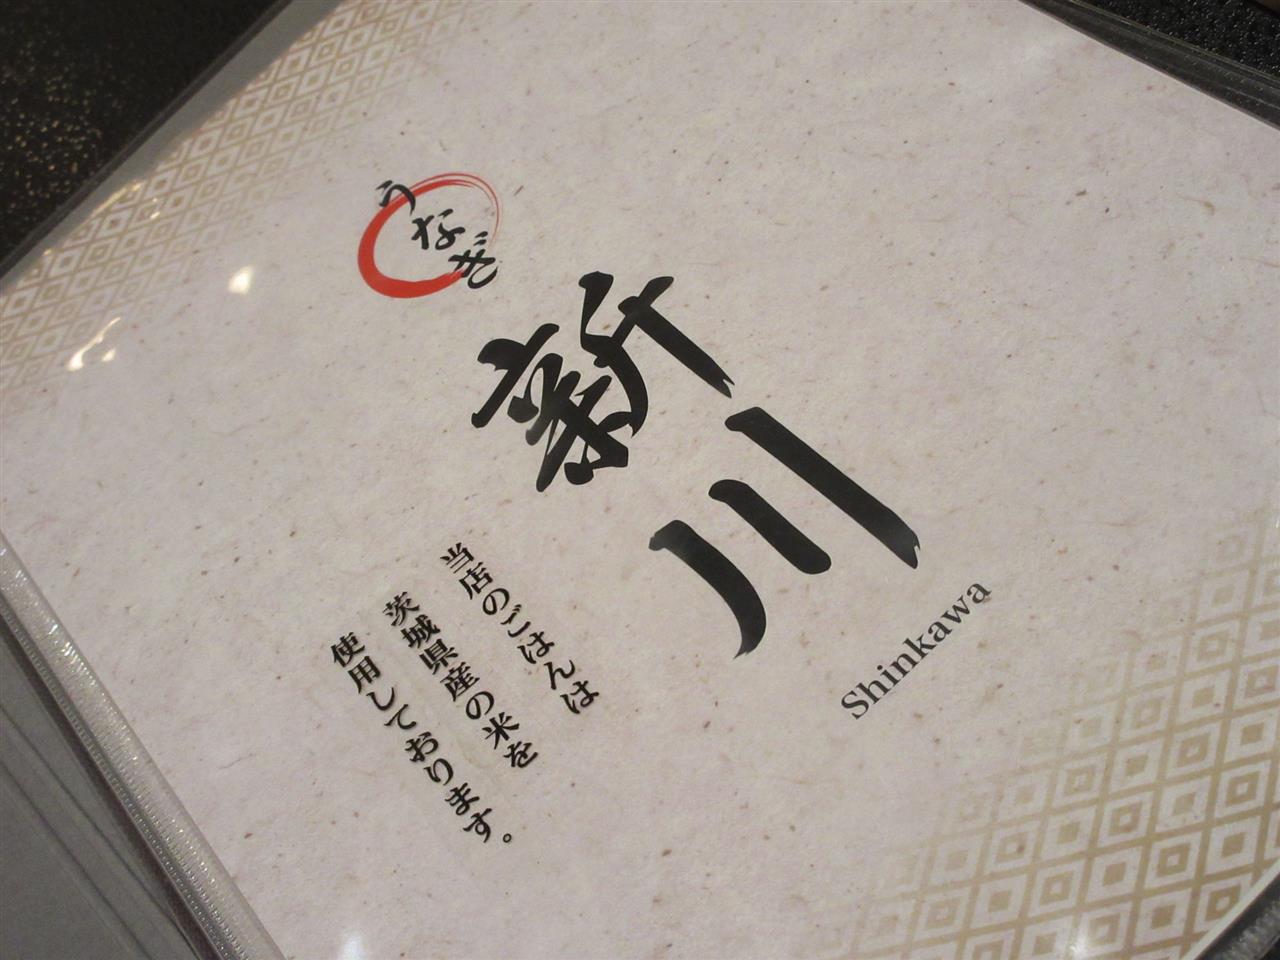 うなぎ
新川
Shinkawa
当店のごはんは
茨城県産の米を
使用しております。